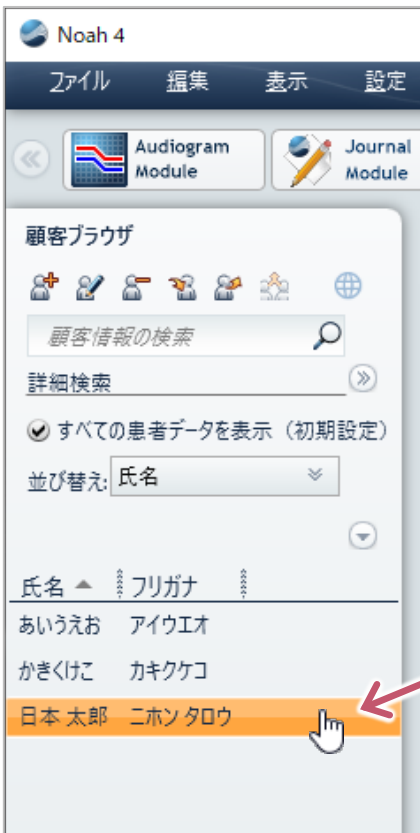 Noah 4
ファイル 編集 表示 設定
Audiogram Module
Journal Module
顧客ブラウザ
顧客情報の検索
詳細検索
すべての患者データを表示（初期設定）
並び替え: 氏名
氏名 フリガナ
あいうえお アイウエオ
かきくけこ カキクケコ
日本 太郎 ニホン タロウ